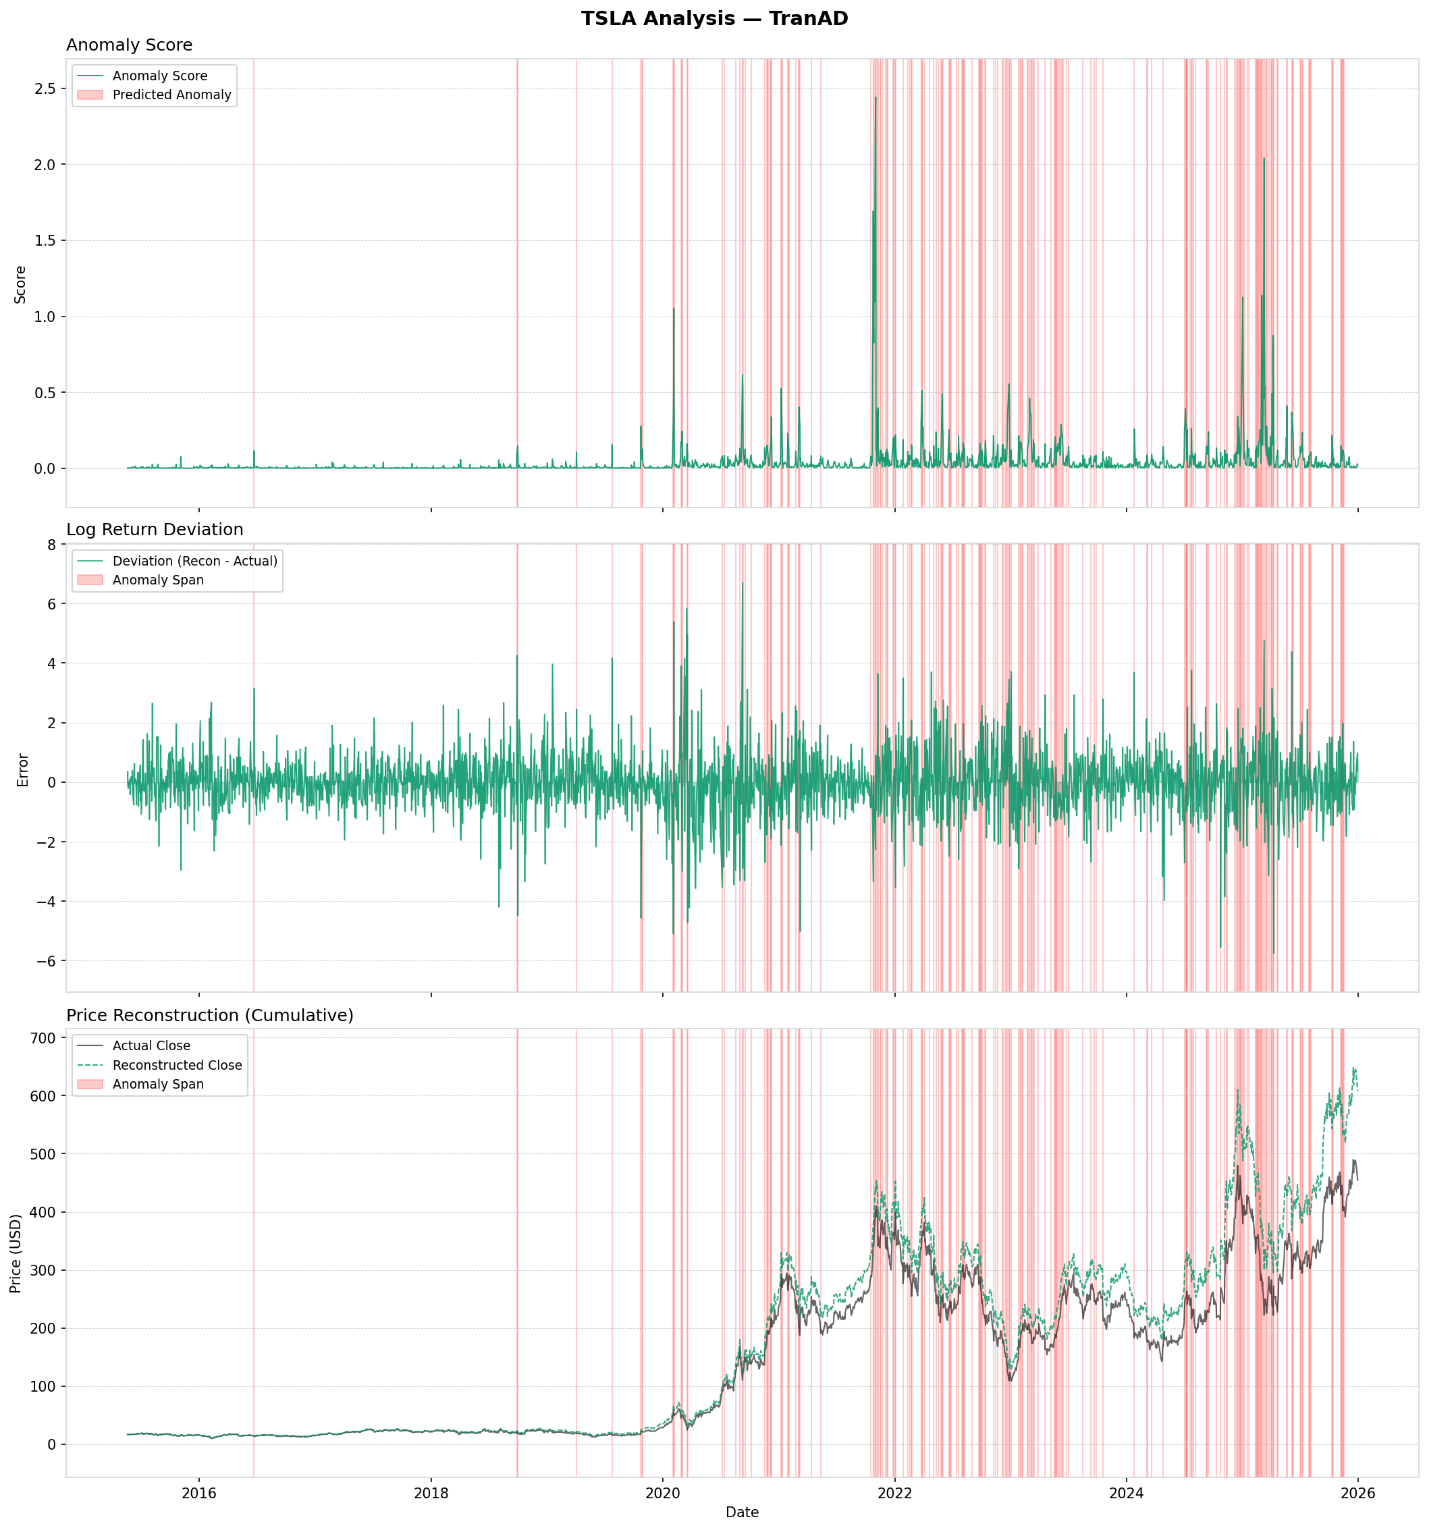 TSLA Analysis — TranAD
Anomaly Score
Anomaly Score
Predicted Anomaly
2.5
2.0
1.5
1.0
0.5
0.0
Score
Log Return Deviation
Deviation (Recon - Actual)
Anomaly Span
8
6
4
2
0
−2
−4
−6
Error
Price Reconstruction (Cumulative)
Actual Close
Reconstructed Close
Anomaly Span
700
600
500
400
300
200
100
0
Price (USD)
2016 2018 2020 2022 2024 2026
Date